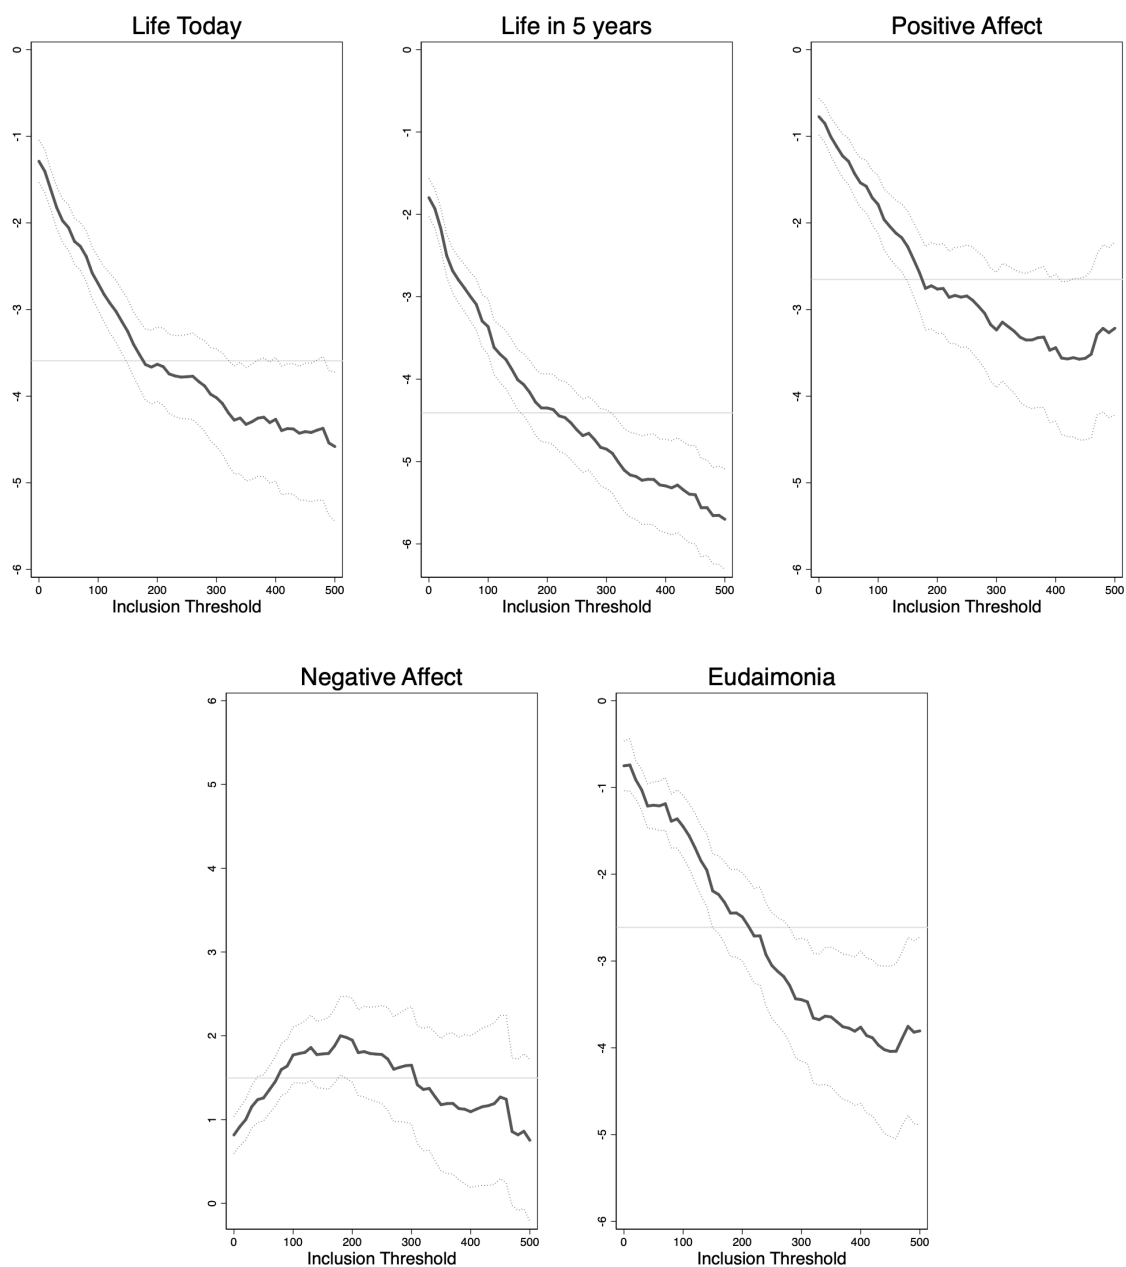 Life Today
0
-1
-2
-3
-4
-5
-6
0 100 200 300 400 500
Inclusion Threshold
Life in 5 years
0
-1
-2
-3
-4
-5
-6
0 100 200 300 400 500
Inclusion Threshold
Positive Affect
0
-1
-2
-3
-4
-5
-6
0 100 200 300 400 500
Inclusion Threshold
Negative Affect
6
5
4
3
2
1
0
0 100 200 300 400 500
Inclusion Threshold
Eudaimonia
0
-1
-2
-3
-4
-5
-6
0 100 200 300 400 500
Inclusion Threshold